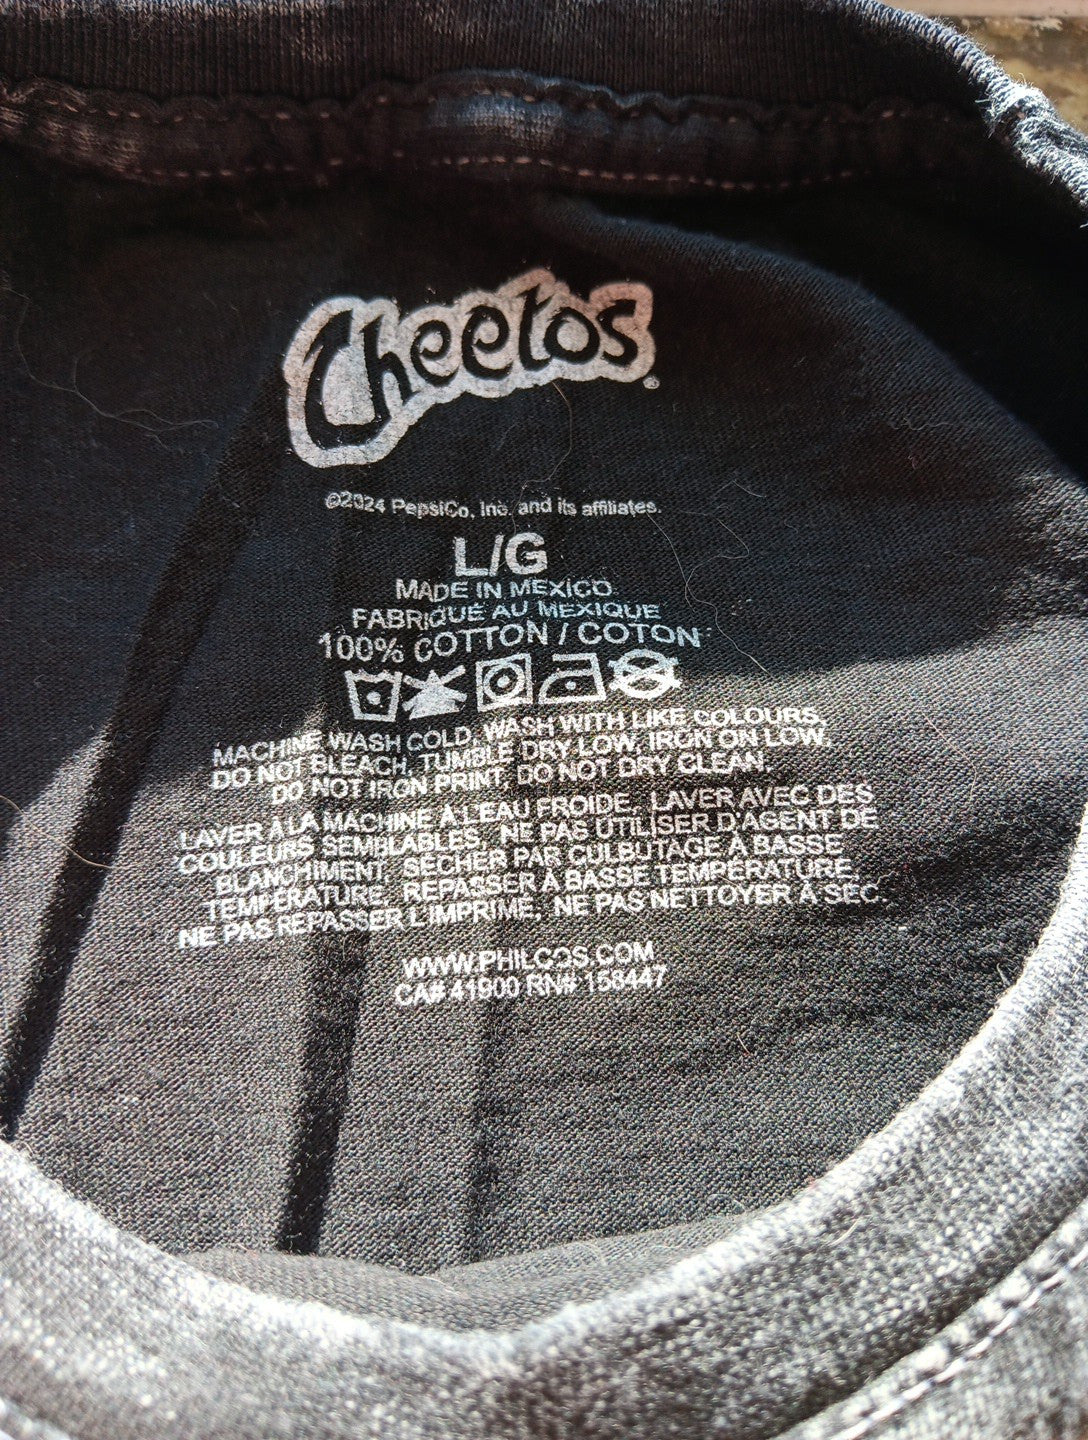 Cheetos®
©2024 PepsiCo, Inc. and its affiliates.
L/G
MADE IN MEXICO
FABRIQUÉ AU MEXIQUE
100% COTTON / COTON
MACHINE WASH COLD, WASH WITH LIKE COLOURS,
DO NOT BLEACH, TUMBLE DRY LOW, IRON ON LOW,
DO NOT IRON PRINT, DO NOT DRY CLEAN.
LAVER À LA MACHINE À L'EAU FROIDE, LAVER AVEC DES
COULEURS SEMBLABLES, NE PAS UTILISER D'AGENT DE
BLANCHIMENT, SÉCHER PAR CULBUTAGE À BASSE
TEMPÉRATURE, REPASSER À BASSE TEMPÉRATURE,
NE PAS REPASSER L'IMPRIMÉ, NE PAS NETTOYER À SEC.
WWW.PHILCOS.COM
CA# 41900 RN# 158447